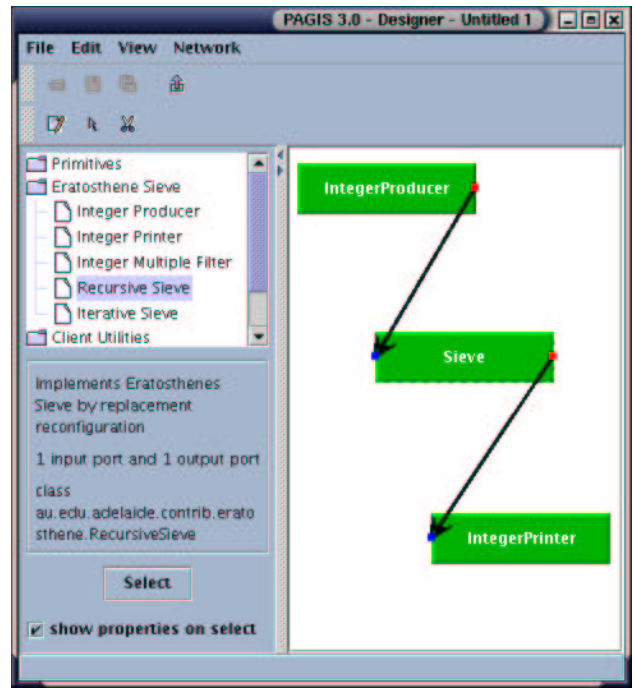 PAGIS 3.0 - Designer - Untitled 1
File Edit View Network
Primitives
Eratosthene Sieve
Integer Producer
Integer Printer
Integer Multiple Filter
Recursive Sieve
Iterative Sieve
Client Utilities
Implements Eratosthenes
Sieve by replacement
reconfiguration
1 input port and 1 output port
class
au.edu.adelaide.contrib.erato
sthene.RecursiveSieve
Select
show properties on select
IntegerProducer
Sieve
IntegerPrinter